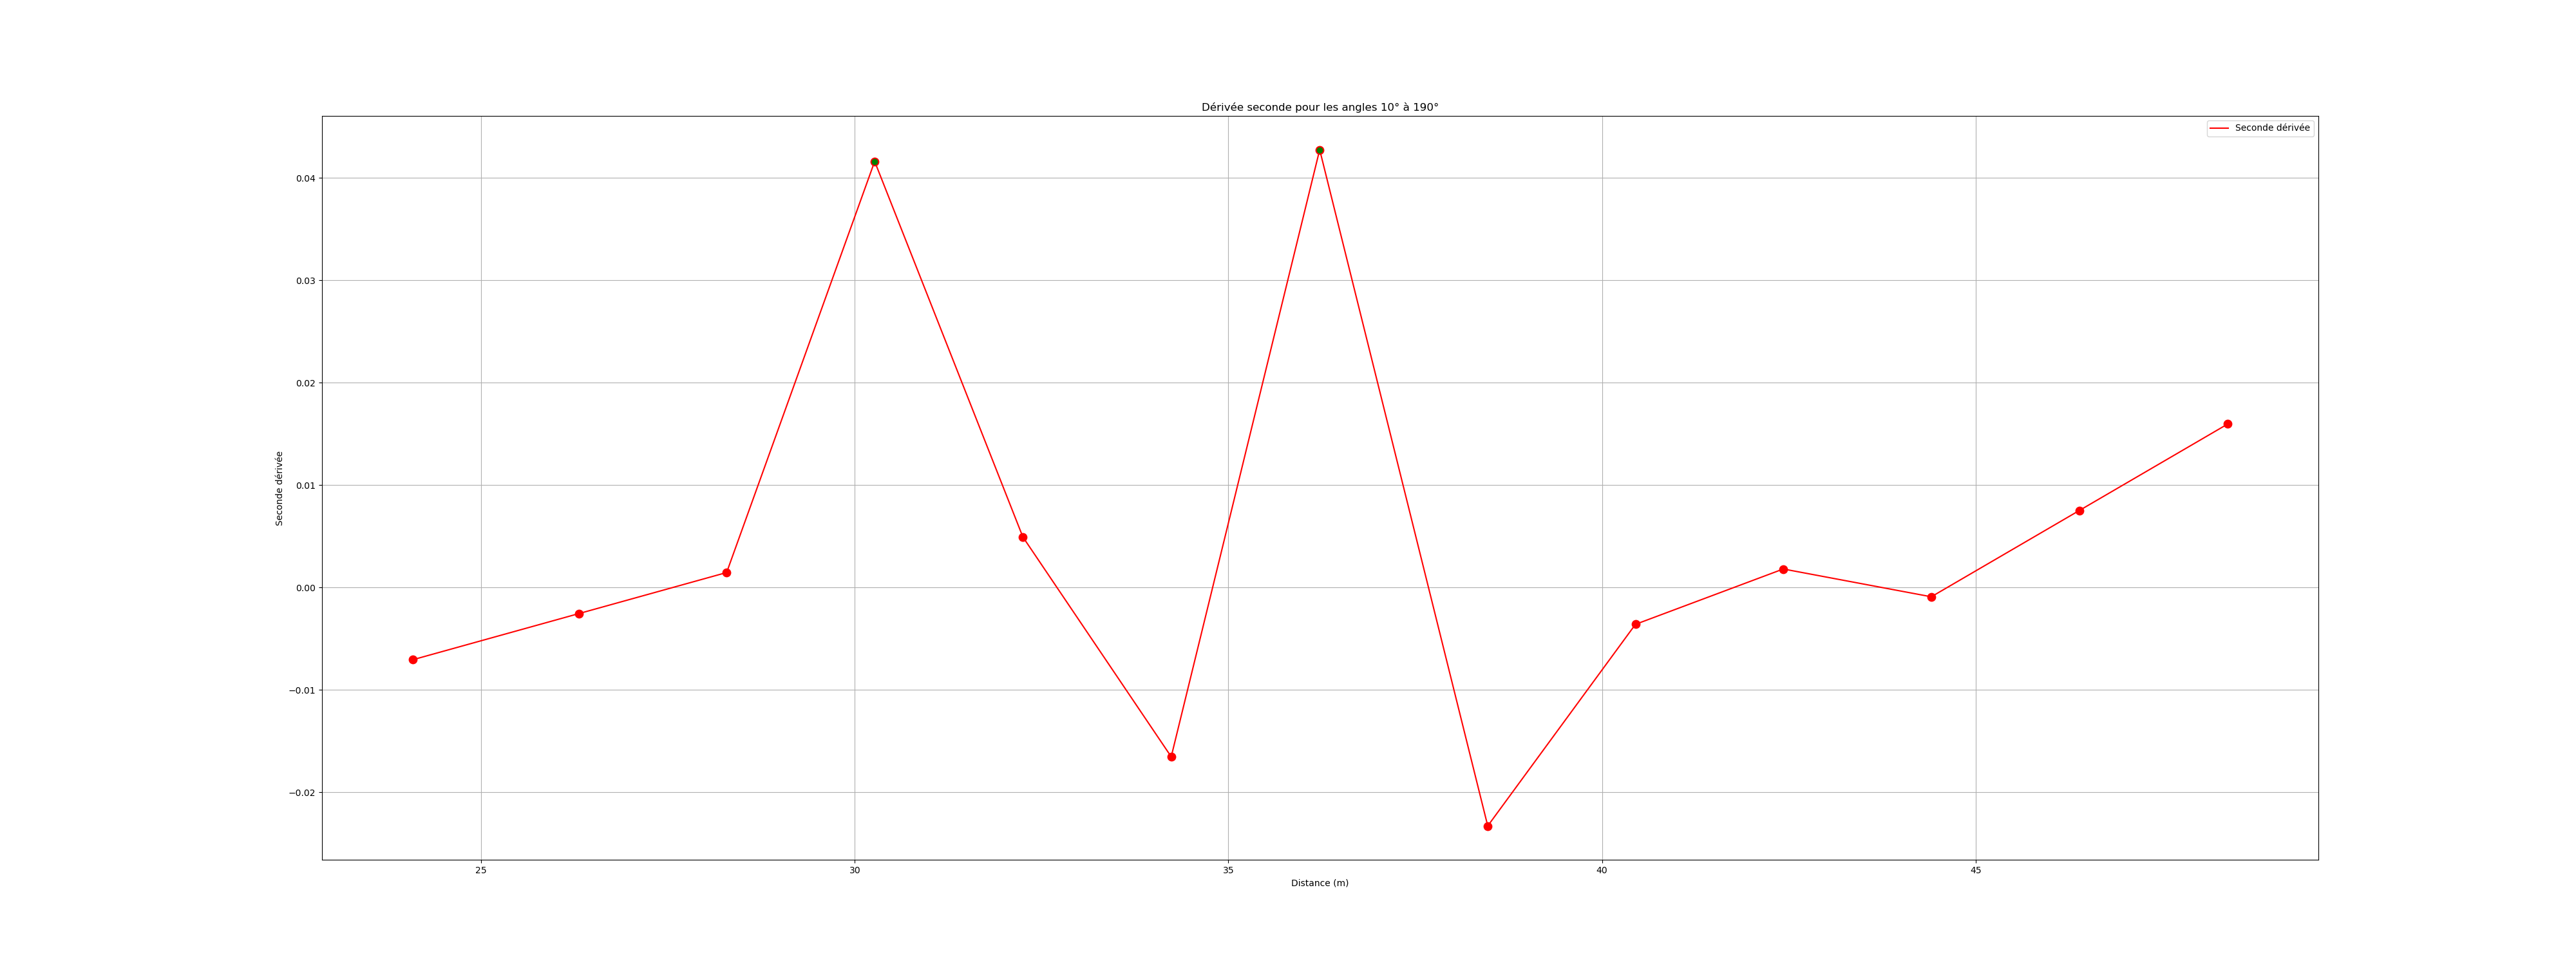 Dérivée seconde pour les angles 10° à 190°
Seconde dérivée
0.04
0.03
0.02
0.01
0.00
−0.01
−0.02
Seconde dérivée
25 30 35 40 45
Distance (m)